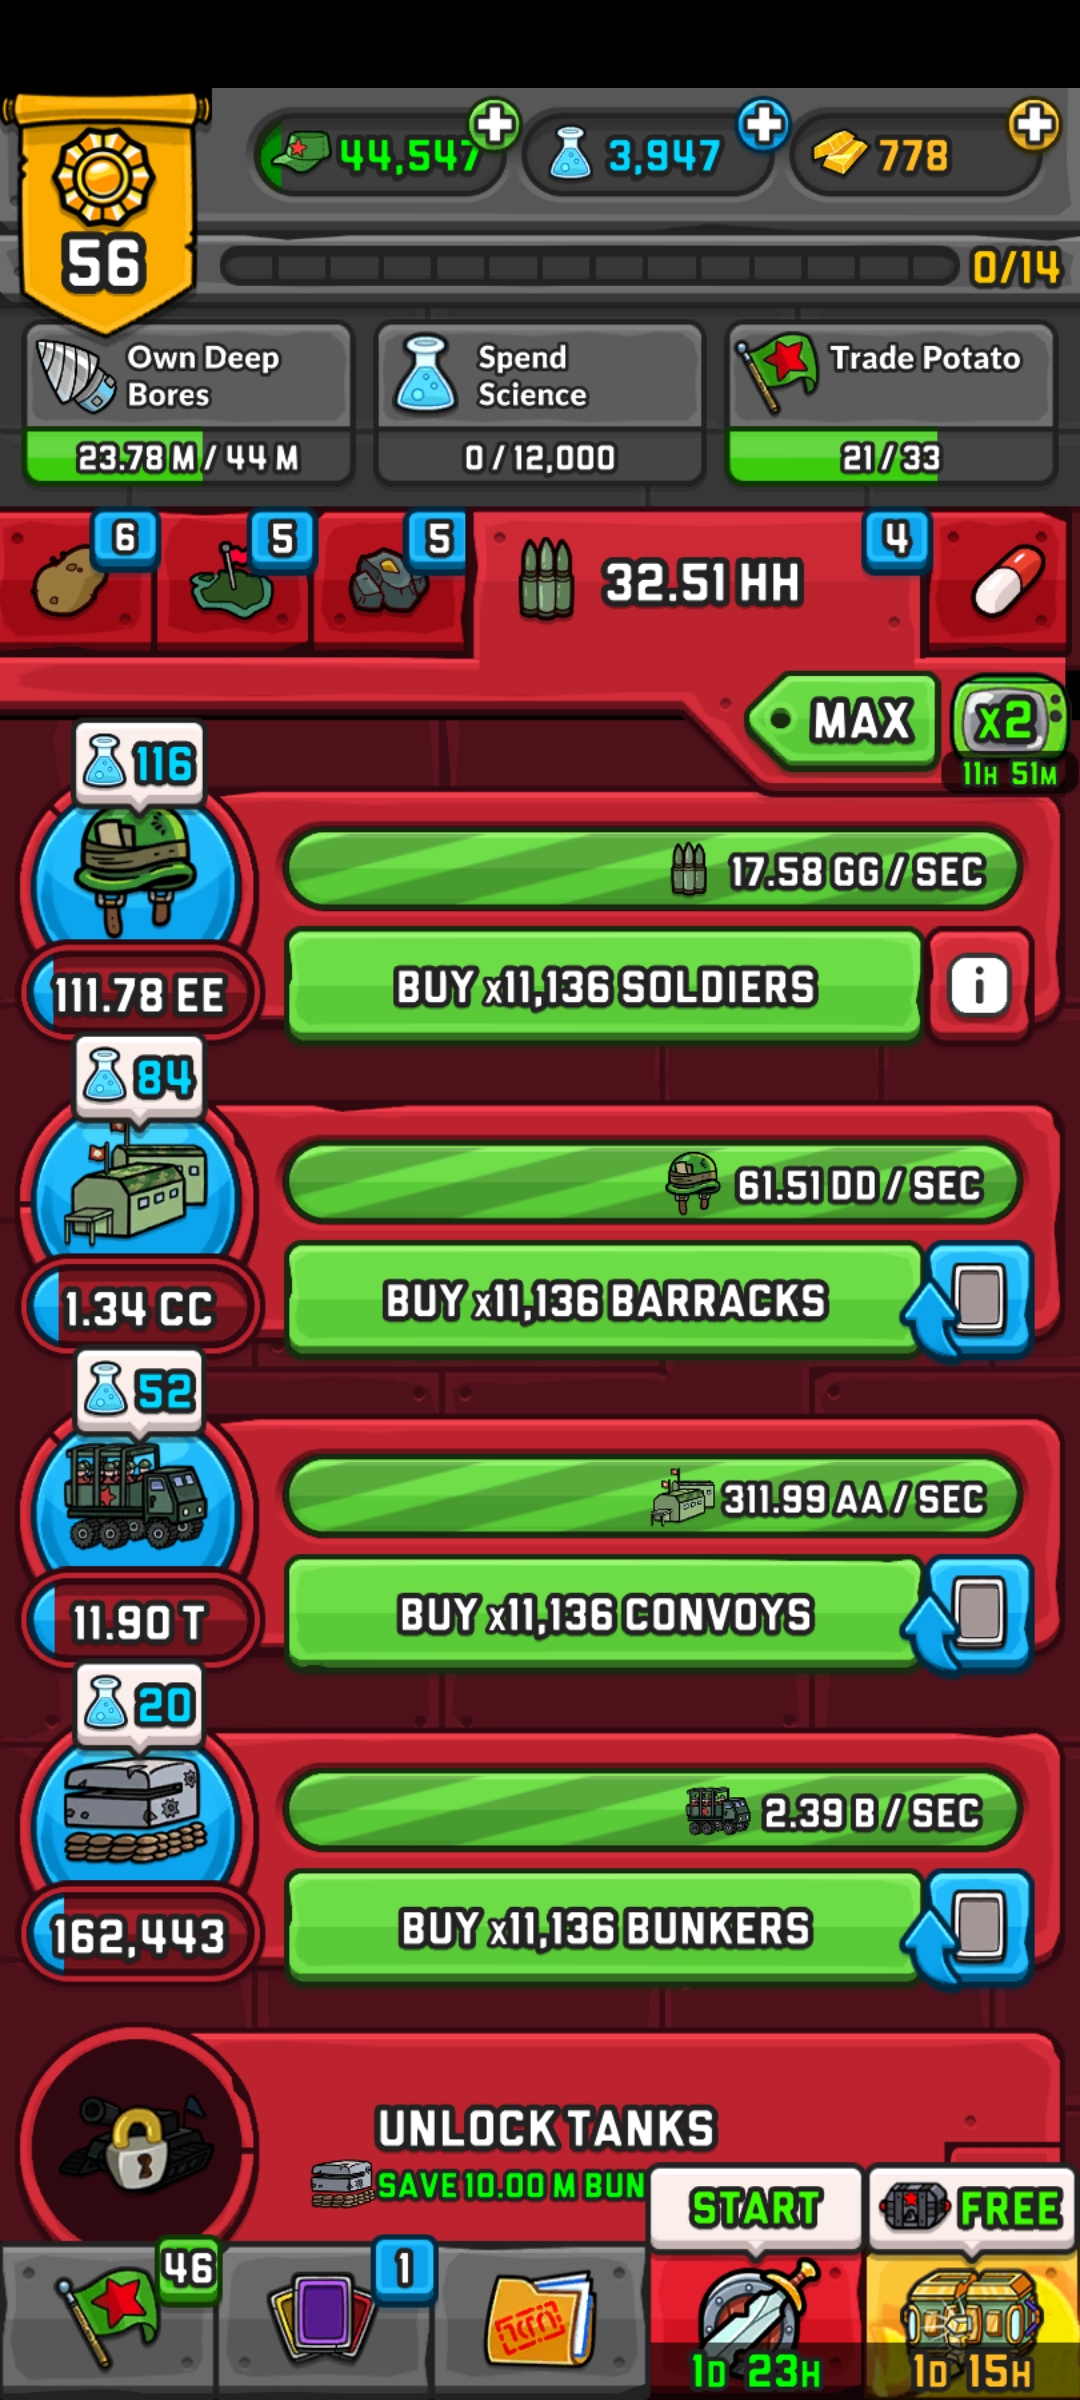 44,547
3,947
778
56
0/14
Own Deep
Bores
23.78 M / 44 M
Spend
Science
0 / 12,000
Trade Potato
21 / 33
6
5
5
32.51 HH
4
MAX
x2
11H 51M
116
17.58 GG / SEC
111.78 EE
BUY x11,136 SOLDIERS
i
84
61.51 DD / SEC
1.34 CC
BUY x11,136 BARRACKS
52
311.99 AA / SEC
11.90 T
BUY x11,136 CONVOYS
20
2.39 B / SEC
162,443
BUY x11,136 BUNKERS
UNLOCK TANKS
SAVE 10.00 M BUN
START
FREE
46
1
1D 23H
1D 15H